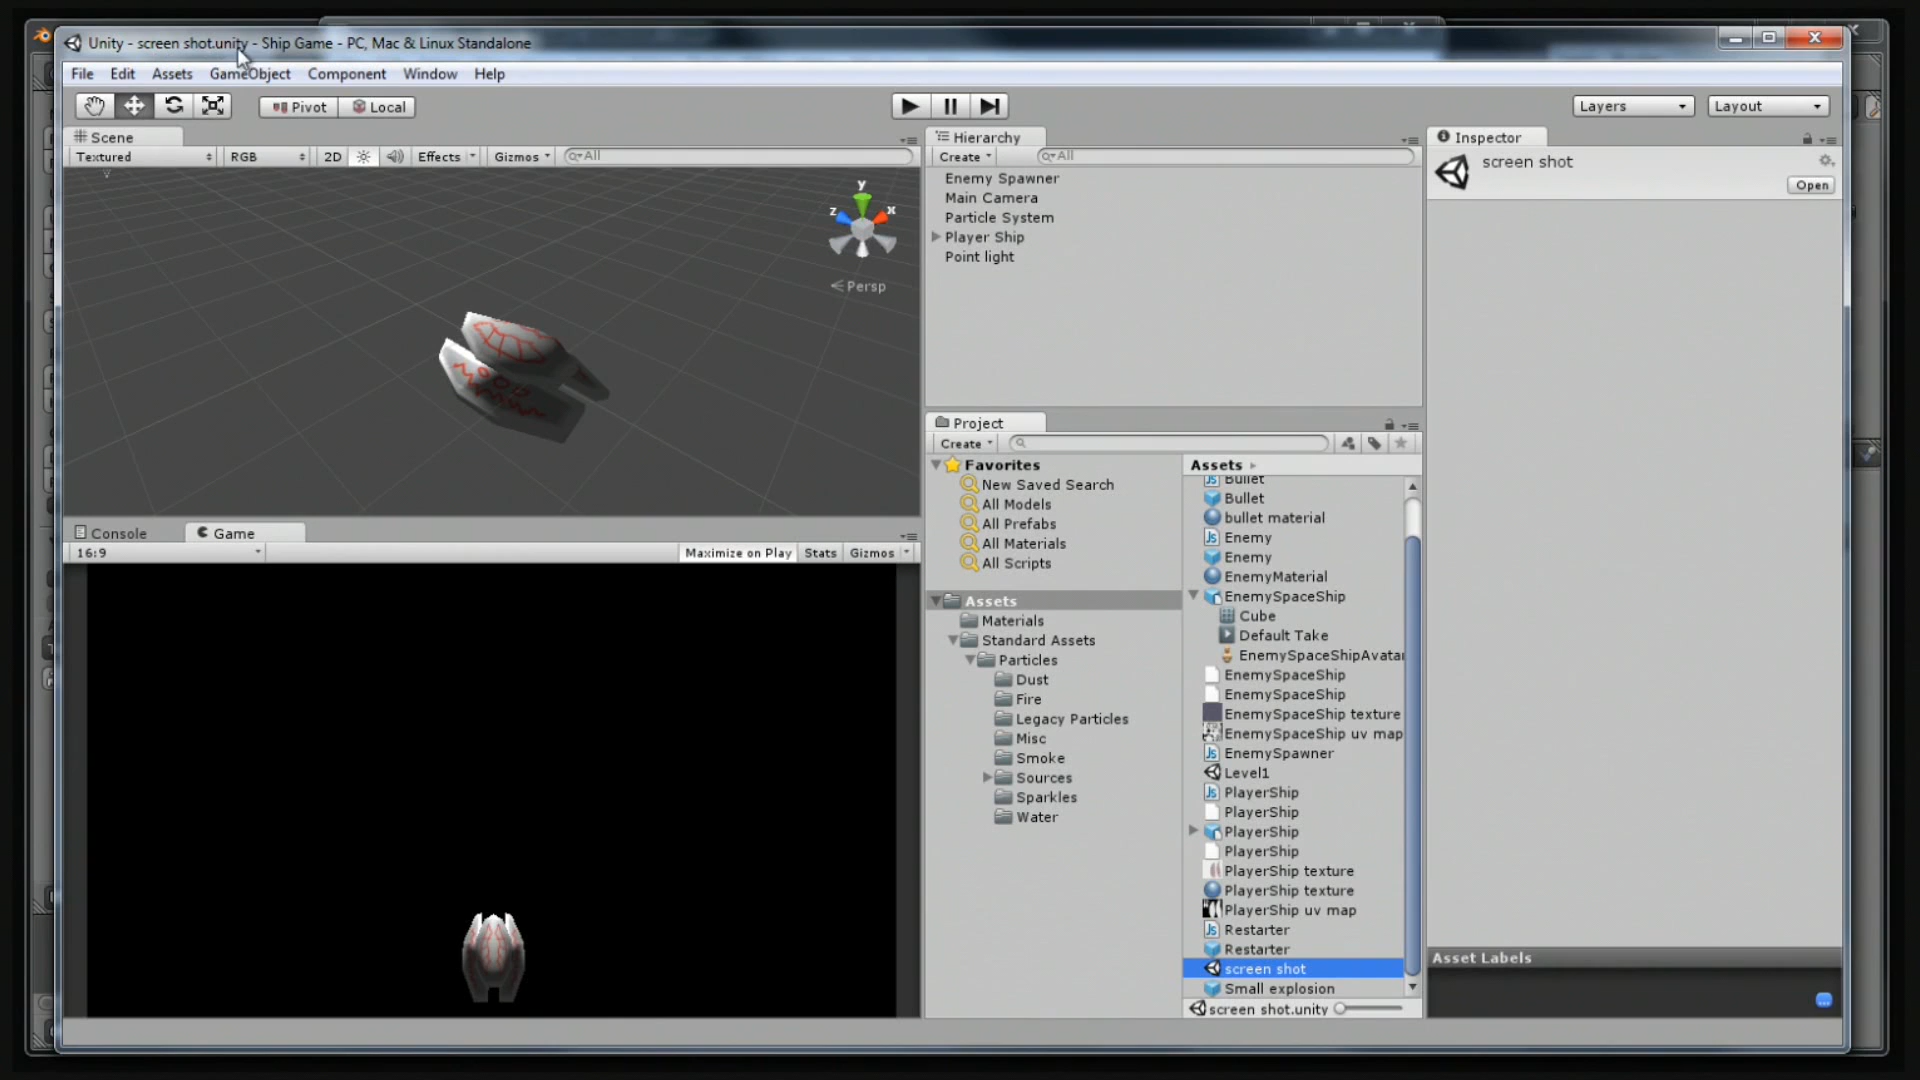 Unity - screen shot.unity - Ship Game - PC, Mac & Linux Standalone
File Edit Assets GameObject Component Window Help
Pivot Local
Layers Layout
Scene
Textured RGB 2D Effects Gizmos All
y
z x
Persp
Console Game
16:9 Maximize on Play Stats Gizmos
Hierarchy
Create All
Enemy Spawner
Main Camera
Particle System
Player Ship
Point light
Project
Create
Favorites
New Saved Search
All Models
All Prefabs
All Materials
All Scripts
Assets
Materials
Standard Assets
Particles
Dust
Fire
Legacy Particles
Misc
Smoke
Sources
Sparkles
Water
Assets
Bullet
Bullet
bullet material
Enemy
Enemy
EnemyMaterial
EnemySpaceShip
Cube
Default Take
EnemySpaceShipAvatar
EnemySpaceShip
EnemySpaceShip
EnemySpaceShip texture
EnemySpaceShip uv map
EnemySpawner
Level1
PlayerShip
PlayerShip
PlayerShip
PlayerShip
PlayerShip texture
PlayerShip texture
PlayerShip uv map
Restarter
Restarter
screen shot
Small explosion
screen shot.unity
Inspector
screen shot
Open
Asset Labels